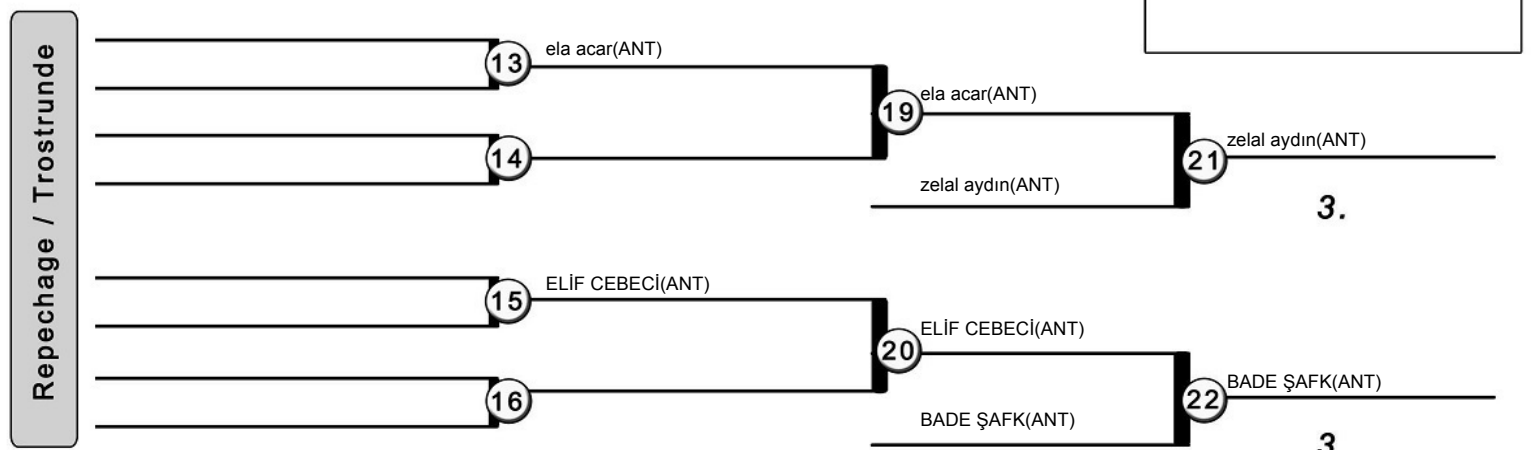 Repechage / Trostrunde
13
ela acar(ANT)
14
19
ela acar(ANT)
zelal aydın(ANT)
21
zelal aydın(ANT)
3.
15
ELİF CEBECİ(ANT)
16
20
ELİF CEBECİ(ANT)
BADE ŞAFK(ANT)
22
BADE ŞAFK(ANT)
3